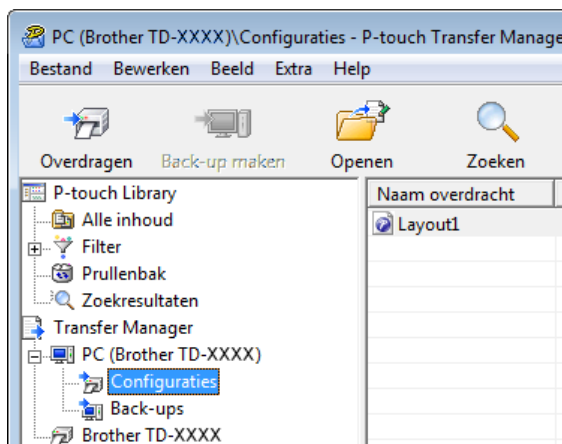 PC (Brother TD-XXXX)\Configuraties - P-touch Transfer Manage
Bestand Bewerken Beeld Extra Help
Overdragen Back-up maken Openen Zoeken
P-touch Library
Alle inhoud
Filter
Prullenbak
Zoekresultaten
Transfer Manager
PC (Brother TD-XXXX)
Configuraties
Back-ups
Brother TD-XXXX
Naam overdracht
Layout1